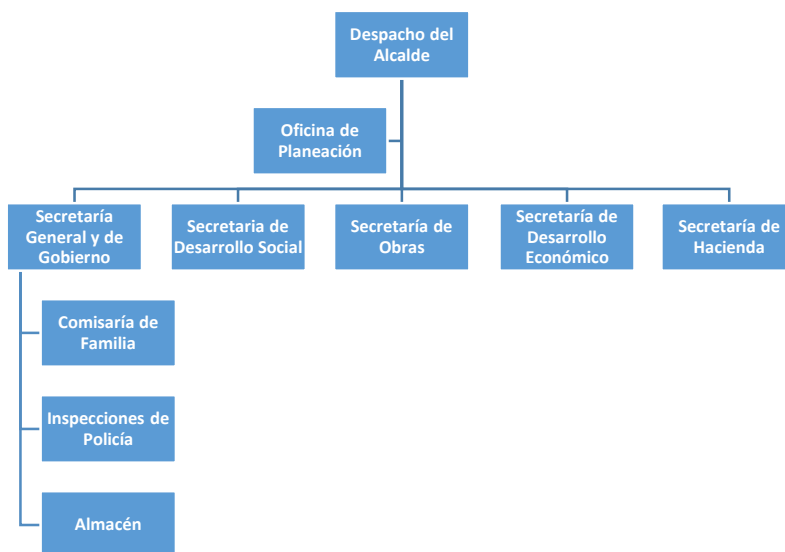 Despacho del
Alcalde
Oficina de
Planeación
Secretaría
General y de
Gobierno
Secretaria de
Desarrollo Social
Secretaría de
Obras
Secretaría de
Desarrollo
Económico
Secretaría de
Hacienda
Comisaría de
Familia
Inspecciones de
Policía
Almacén